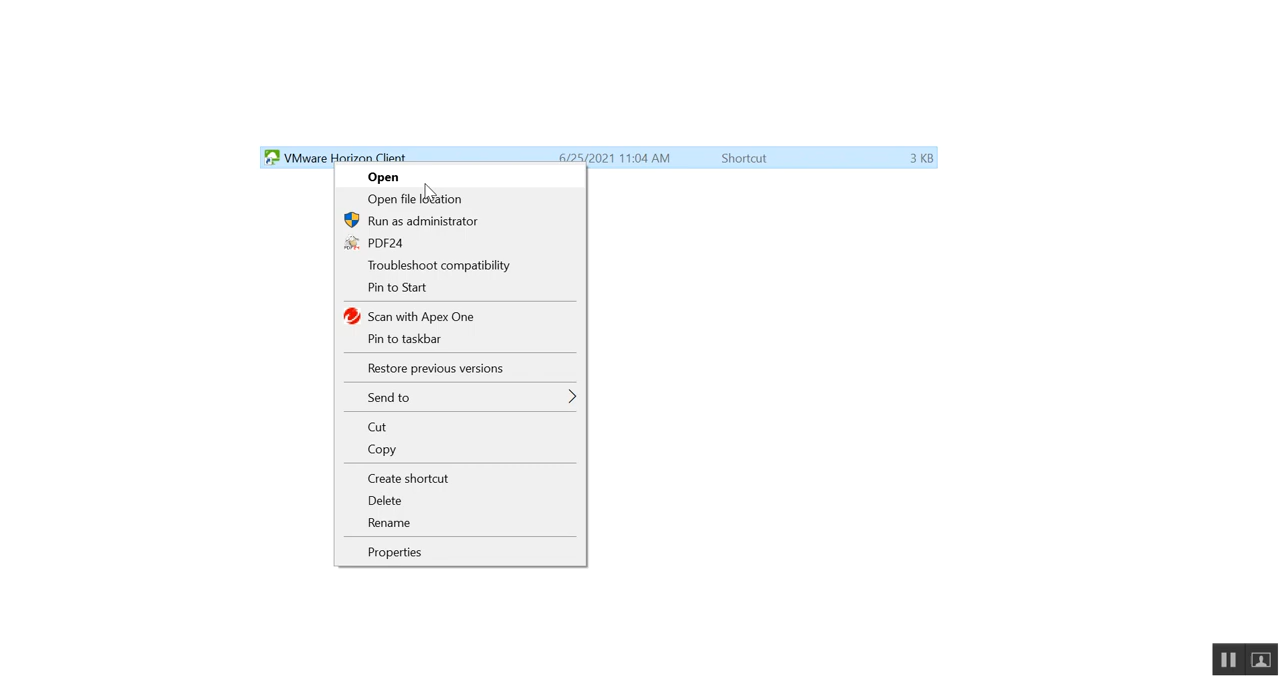 VMware Horizon Client 6/25/2021 11:04 AM Shortcut 3 KB
Open
Open file location
Run as administrator
PDF24
Troubleshoot compatibility
Pin to Start
Scan with Apex One
Pin to taskbar
Restore previous versions
Send to
Cut
Copy
Create shortcut
Delete
Rename
Properties